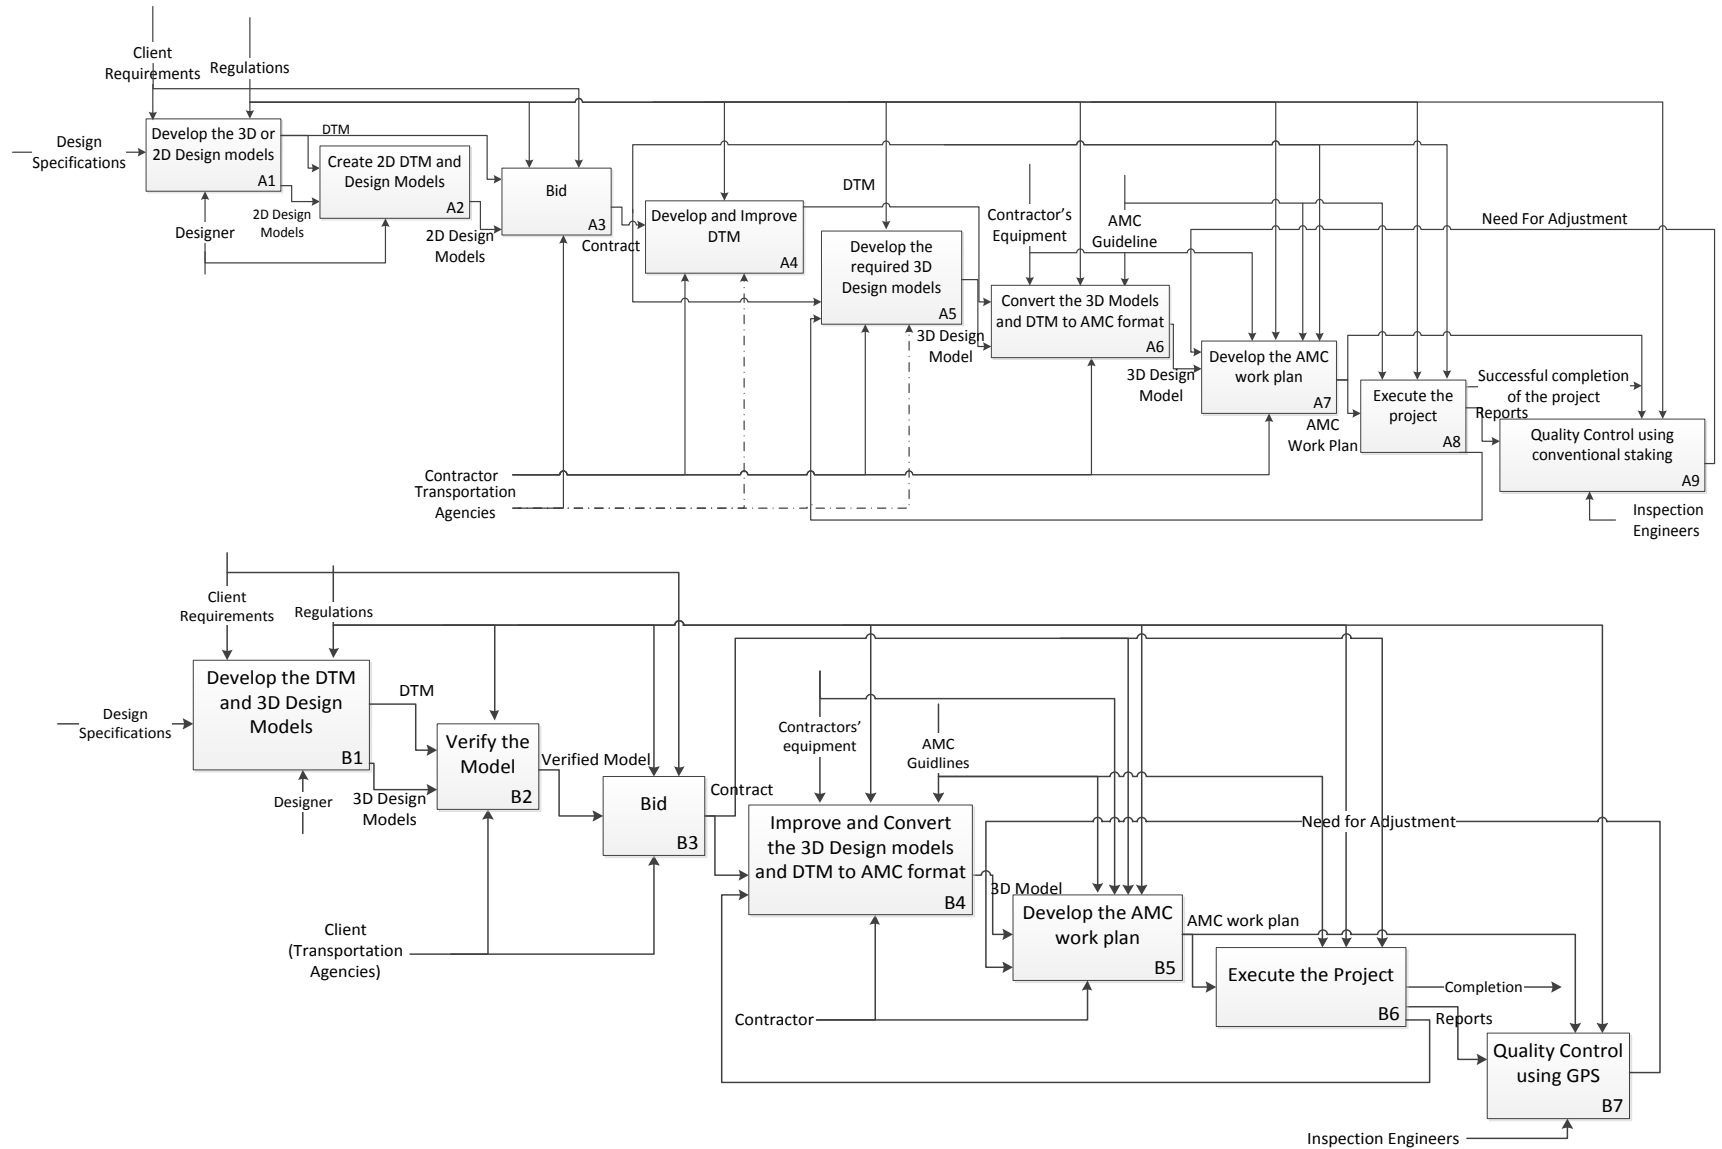 Client
Requirements
Regulations
Design
Specifications
Develop the 3D or
2D Design models
A1
DTM
Create 2D DTM and
Design Models
A2
2D Design
Models
Designer
2D Design
Models
Bid
A3
Contract
Develop and Improve
DTM
A4
DTM
Develop the
required 3D
Design models
A5
3D Design
Model
Contractor's
Equipment
AMC
Guideline
Convert the 3D Models
and DTM to AMC format
A6
3D Design
Model
Need For Adjustment
Develop the AMC
work plan
A7
AMC
Work Plan
Execute the
project
A8
Successful completion
of the project
Reports
Quality Control using
conventional staking
A9
Contractor
Transportation
Agencies
Inspection
Engineers
Client
Requirements
Regulations
Design
Specifications
Develop the DTM
and 3D Design
Models
B1
DTM
Designer
3D Design
Models
Verify the
Model
B2
Verified Model
Bid
B3
Contract
Contractors'
equipment
AMC
Guidlines
Improve and Convert
the 3D Design models
and DTM to AMC format
B4
Need for Adjustment
3D Model
Develop the AMC
work plan
B5
AMC work plan
Client
(Transportation
Agencies)
Execute the Project
B6
Completion
Reports
Contractor
Quality Control
using GPS
B7
Inspection Engineers